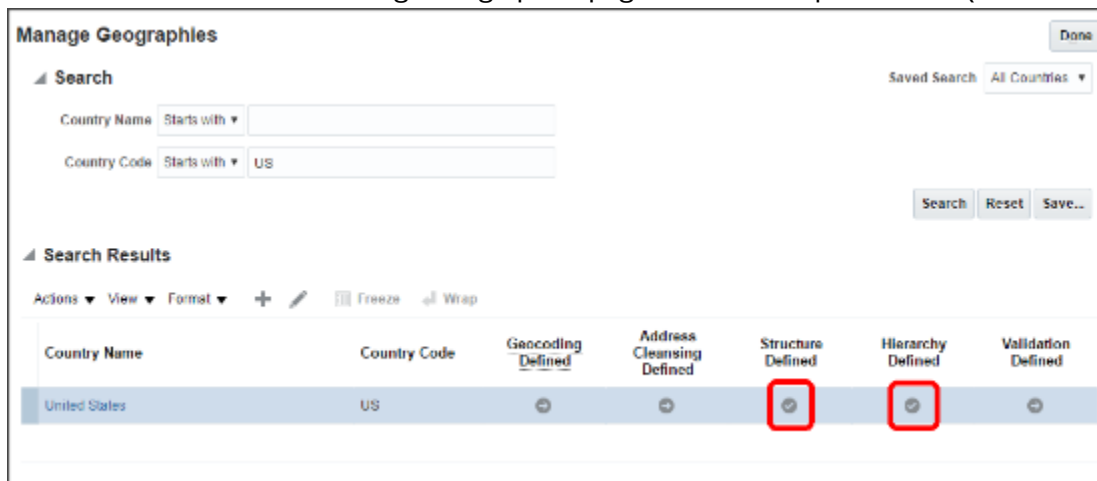 Manage Geographies Done
Search Saved Search All Countries
Country Name Starts with
Country Code Starts with US
Search Reset Save...
Search Results
Actions View Format Freeze Wrap
Country Name Country Code Geocoding Defined Address Cleansing Defined Structure Defined Hierarchy Defined Validation Defined
United States US